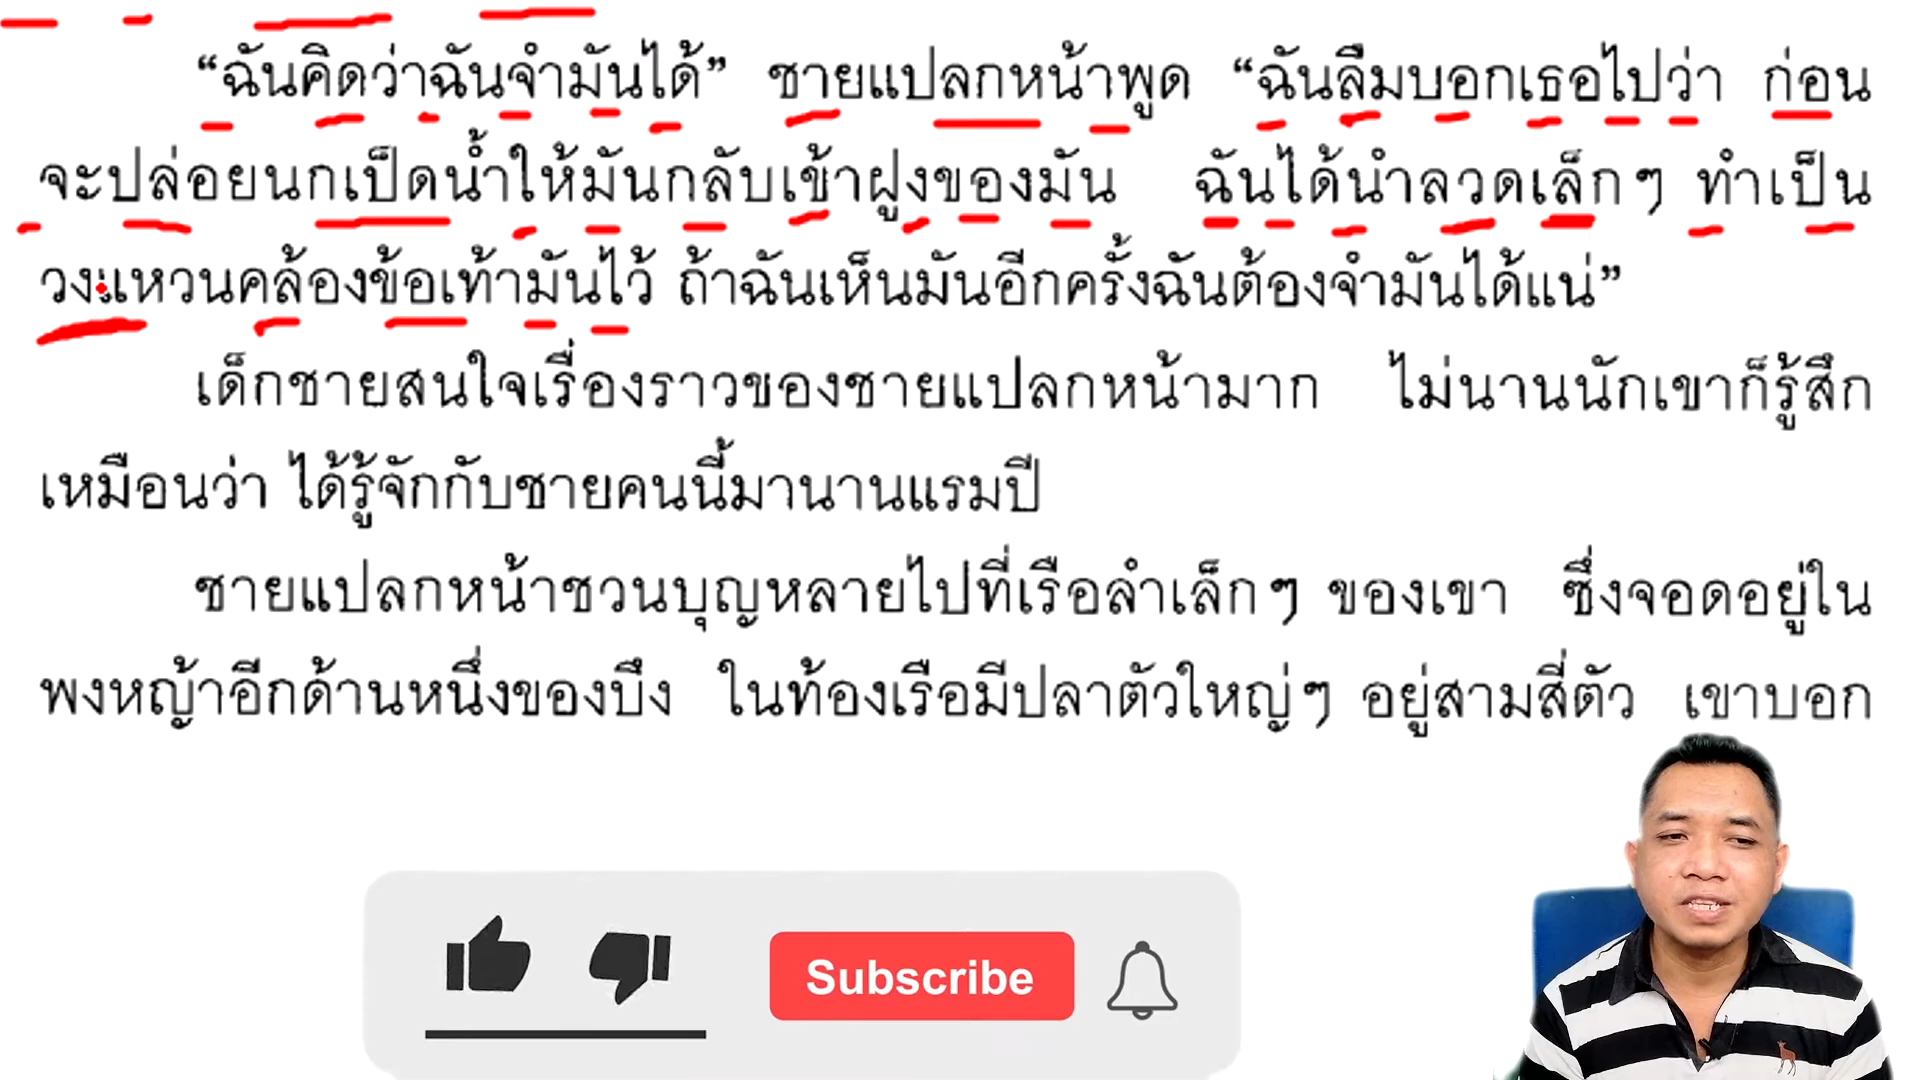 “ฉันคิดว่าฉันจำมันได้” ชายแปลกหน้าพูด “ฉันลืมบอกเธอไปว่า ก่อน
จะปล่อยนกเป็ดน้ำให้มันกลับเข้าฝูงของมัน ฉันได้นำลวดเล็กๆ ทำเป็น
วงแหวนคล้องข้อเท้ามันไว้ ถ้าฉันเห็นมันอีกครั้งฉันต้องจำมันได้แน่”
เด็กชายสนใจเรื่องราวของชายแปลกหน้ามาก ไม่นานนักเขาก็รู้สึก
เหมือนว่า ได้รู้จักกับชายคนนี้มานานแรมปี
ชายแปลกหน้าชวนบุญหลายไปที่เรือลำเล็กๆ ของเขา ซึ่งจอดอยู่ใน
พงหญ้าอีกด้านหนึ่งของบึง ในท้องเรือมีปลาตัวใหญ่ๆ อยู่สามสี่ตัว เขาบอก
Subscribe